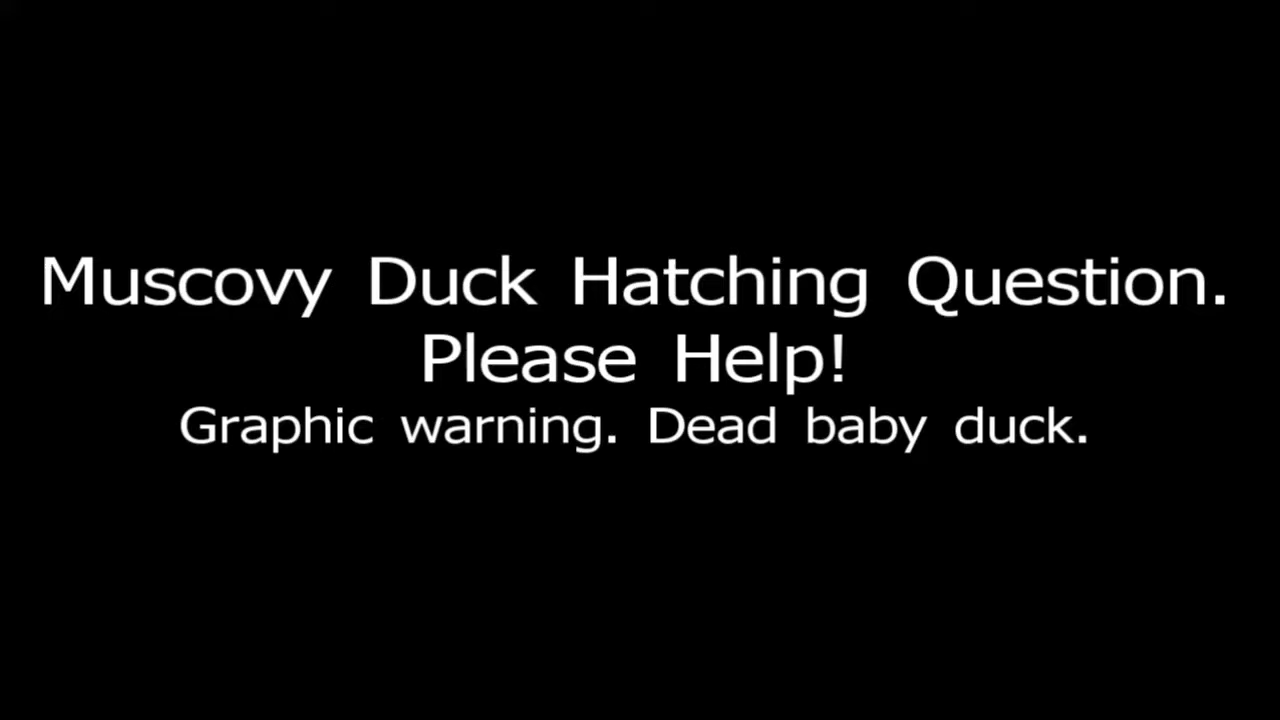 Muscovy Duck Hatching Question.
Please Help!
Graphic warning. Dead baby duck.